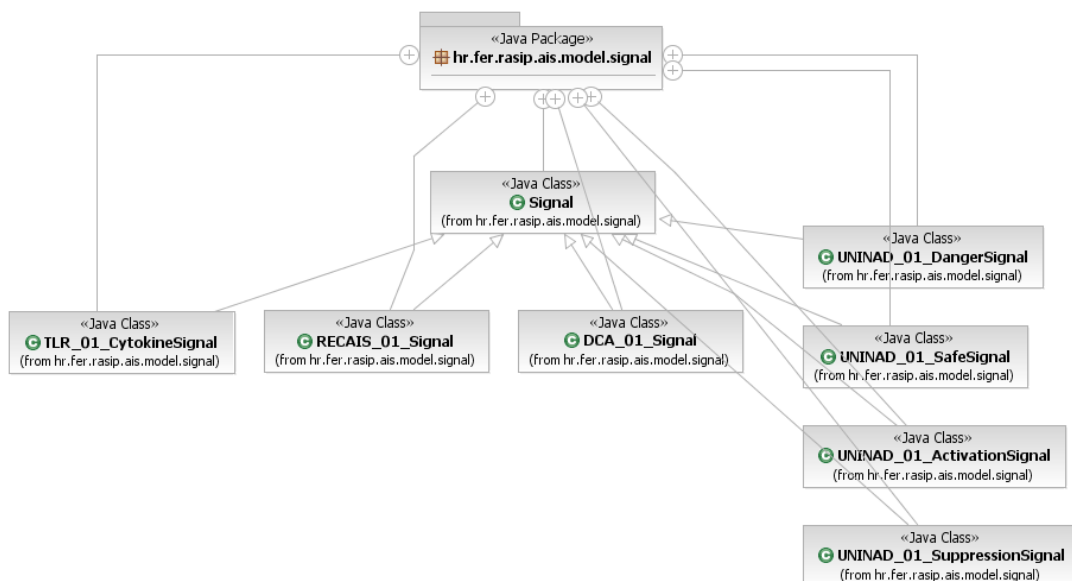 «Java Package»
hr.fer.rasip.ais.model.signal
«Java Class»
Signal
(from hr.fer.rasip.ais.model.signal)
«Java Class»
UNINAD_01_DangerSignal
(from hr.fer.rasip.ais.model.signal)
«Java Class»
TLR_01_CytokineSignal
(from hr.fer.rasip.ais.model.signal)
«Java Class»
RECAIS_01_Signal
(from hr.fer.rasip.ais.model.signal)
«Java Class»
DCA_01_Signal
(from hr.fer.rasip.ais.model.signal)
«Java Class»
UNINAD_01_SafeSignal
(from hr.fer.rasip.ais.model.signal)
«Java Class»
UNINAD_01_ActivationSignal
(from hr.fer.rasip.ais.model.signal)
«Java Class»
UNINAD_01_SuppressionSignal
(from hr.fer.rasip.ais.model.signal)